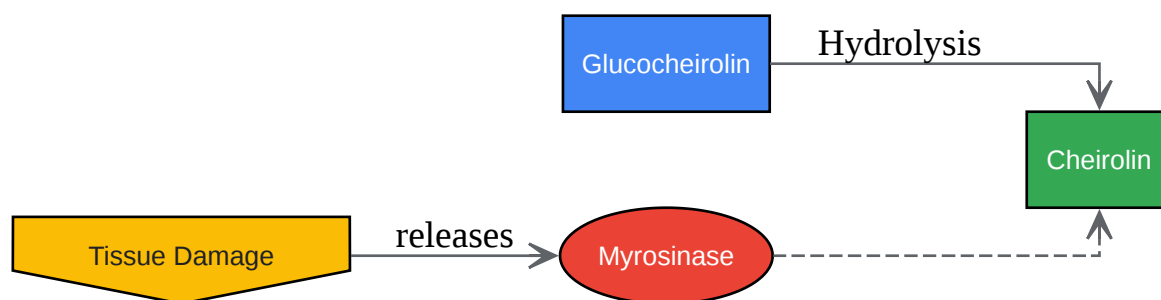 Glucocheirolin
Hydrolysis
Cheirolin
Tissue Damage
releases
Myrosinase